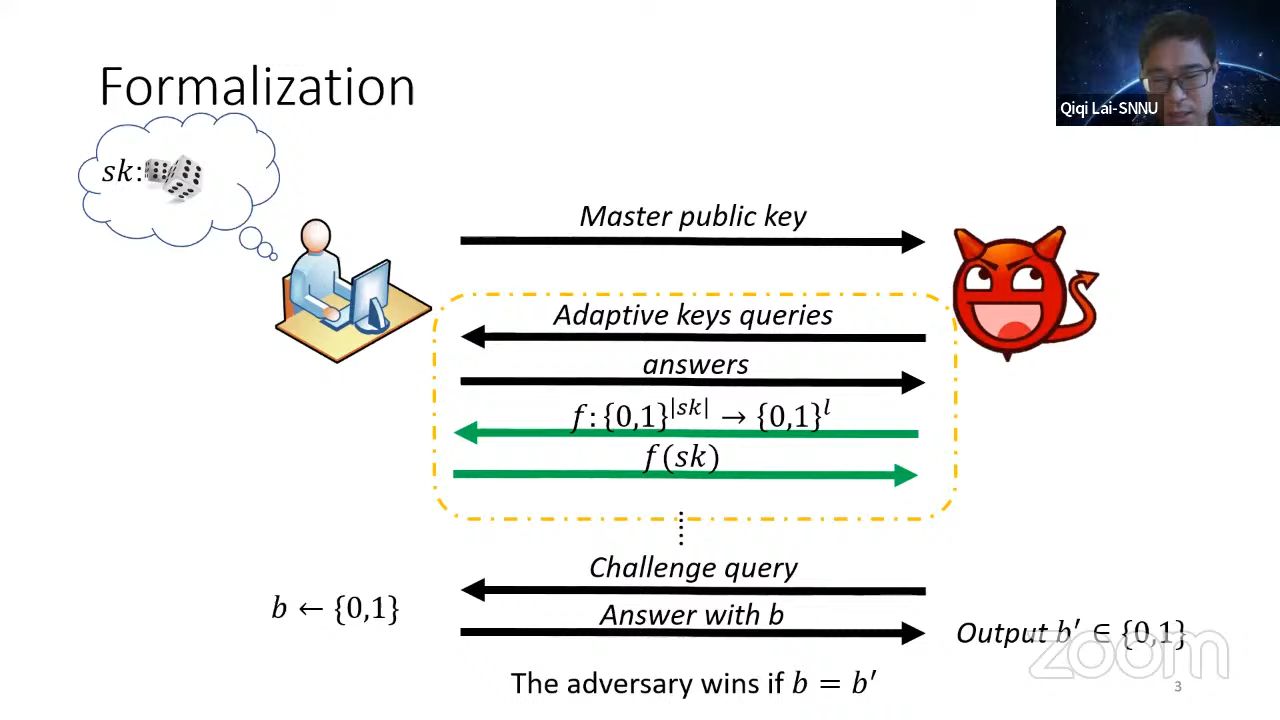 Formalization
Qiqi Lai-SNNU
sk:
Master public key
Adaptive keys queries
answers
f: {0,1}^|sk| → {0,1}^l
f(sk)
Challenge query
b ← {0,1}
Answer with b
Output b′ ∈ {0,1}
zoom
The adversary wins if b = b′
3